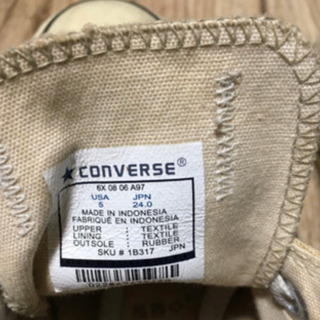 ★ CONVERSE®
6X 08 06 A97
USA JPN
5 24.0
MADE IN INDONESIA
FABRIQUÉ EN INDONESIA
UPPER : TEXTILE
LINING : TEXTILE
OUTSOLE : RUBBER
SKU # 1B317 JPN